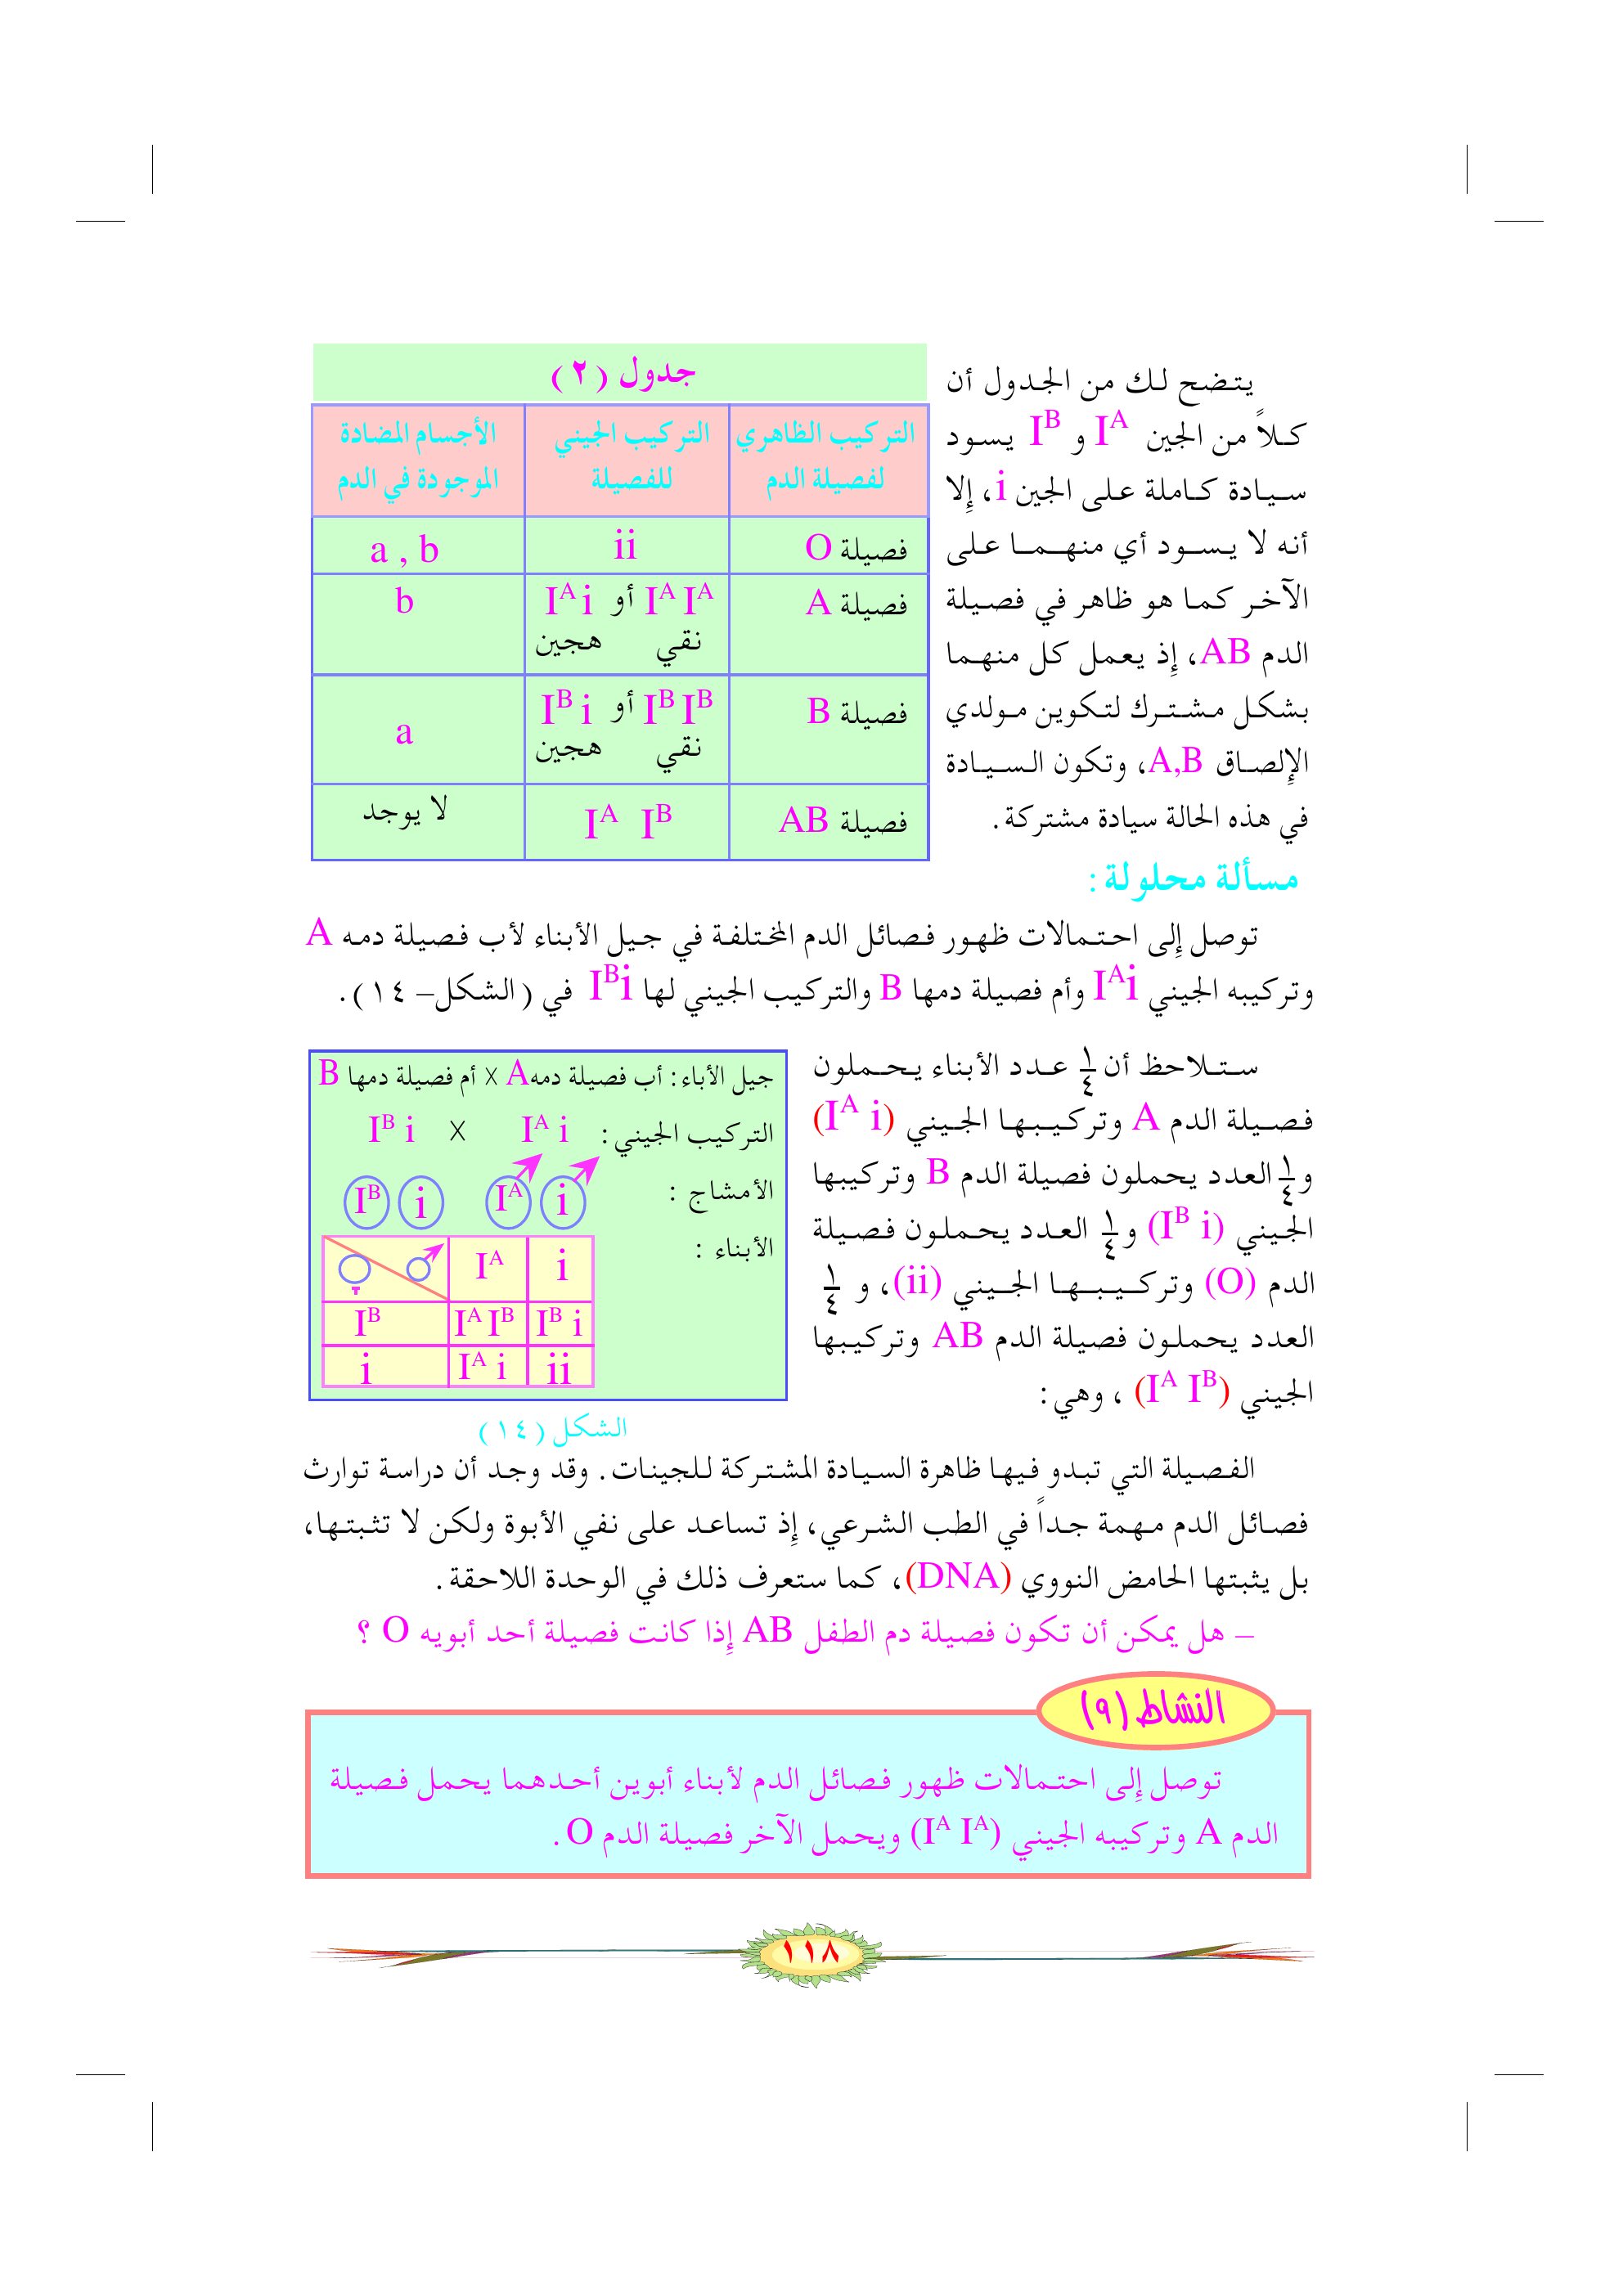 يتضح لك من الجدول أن
كلاً من الجين I^A و I^B يسود
سيادة كاملة على الجين i، إلا
أنه لا يسود أي منهما على
الآخر كما هو ظاهر في فصيلة
الدم AB، إذ يعمل كل منهما
بشكل مشترك لتكوين مولدي
الإلصاق A,B، وتكون السيادة
في هذه الحالة سيادة مشتركة.
جدول (٢)
التركيب الظاهري لفصيلة الدم | التركيب الجيني للفصيلة | الأجسام المضادة الموجودة في الدم
فصيلة O | ii | a , b
فصيلة A | I^A I^A أو I^A i | b
نقي هجين
فصيلة B | I^B I^B أو I^B i | a
نقي هجين
فصيلة AB | I^A I^B | لا يوجد
مسألة محلولة:
توصل إلى احتمالات ظهور فصائل الدم المختلفة في جيل الأبناء لأب فصيلة دمه A
وتركيبه الجيني I^A i وأم فصيلة دمها B والتركيب الجيني لها I^B i في (الشكل– ١٤).
ستلاحظ أن ١/٤ عدد الأبناء يحملون
فصيلة الدم A وتركيبها الجيني (I^A i)
و١/٤ العدد يحملون فصيلة الدم B وتركيبها
الجيني (I^B i) و١/٤ العدد يحملون فصيلة
الدم (O) وتركيبها الجيني (ii)، و ١/٤
العدد يحملون فصيلة الدم AB وتركيبها
الجيني (I^A I^B) ، وهي:
جيل الأباء: أب فصيلة دمه A X أم فصيلة دمها B
التركيب الجيني: I^A i X I^B i
الأمشاج : i I^A i I^B
الأبناء :
♀ ♂ | I^A | i
I^B | I^A I^B | I^B i
i | I^A i | ii
الشكل (١٤)
الفصيلة التي تبدو فيها ظاهرة السيادة المشتركة للجينات. وقد وجد أن دراسة توارث
فصائل الدم مهمة جداً في الطب الشرعي، إذ تساعد على نفي الأبوة ولكن لا تثبتها،
بل يثبتها الحامض النووي (DNA)، كما ستعرف ذلك في الوحدة اللاحقة.
– هل يمكن أن تكون فصيلة دم الطفل AB إذا كانت فصيلة أحد أبويه O ؟
النشاط (٩)
توصل إلى احتمالات ظهور فصائل الدم لأبناء أبوين أحدهما يحمل فصيلة
الدم A وتركيبه الجيني (I^A I^A) ويحمل الآخر فصيلة الدم O.
١١٨